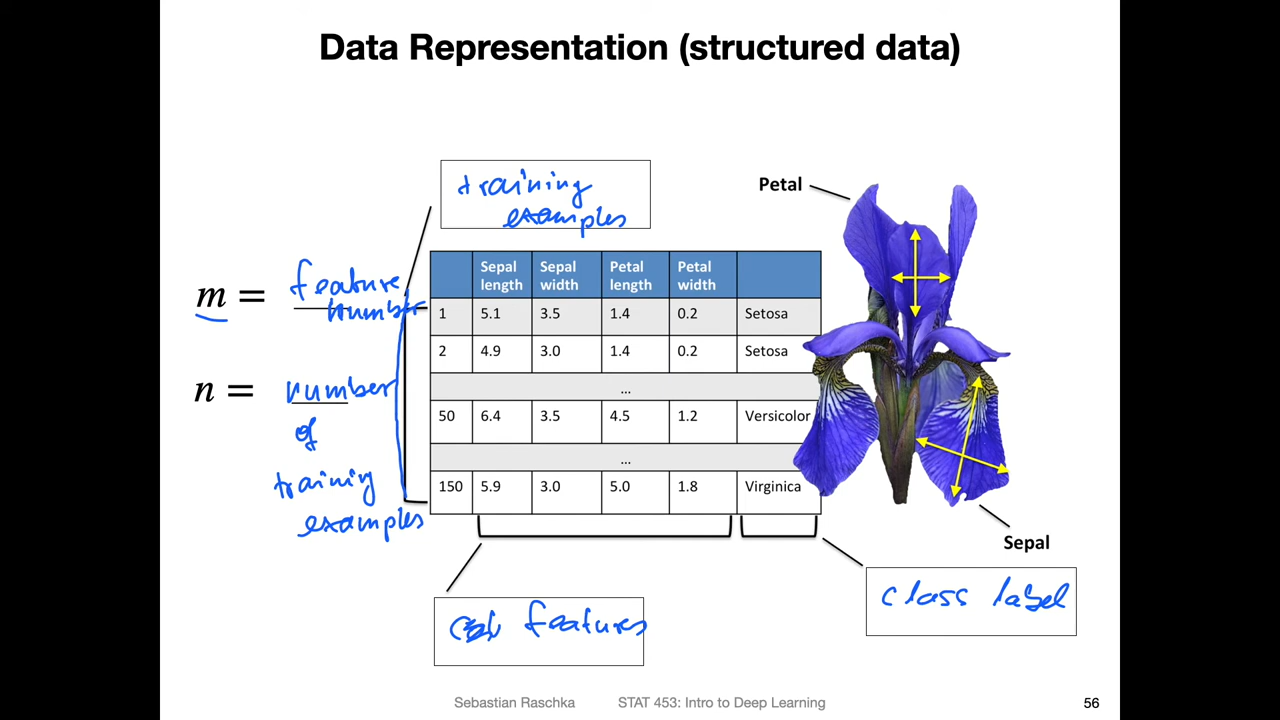 Data Representation (structured data)
training
examples
Petal
m = feature
number
n = number
of
training
examples
Sepal length Sepal width Petal length Petal width
1 5.1 3.5 1.4 0.2 Setosa
2 4.9 3.0 1.4 0.2 Setosa
...
50 6.4 3.5 4.5 1.2 Versicolor
...
150 5.9 3.0 5.0 1.8 Virginica
Sepal
features
class label
Sebastian Raschka STAT 453: Intro to Deep Learning 56